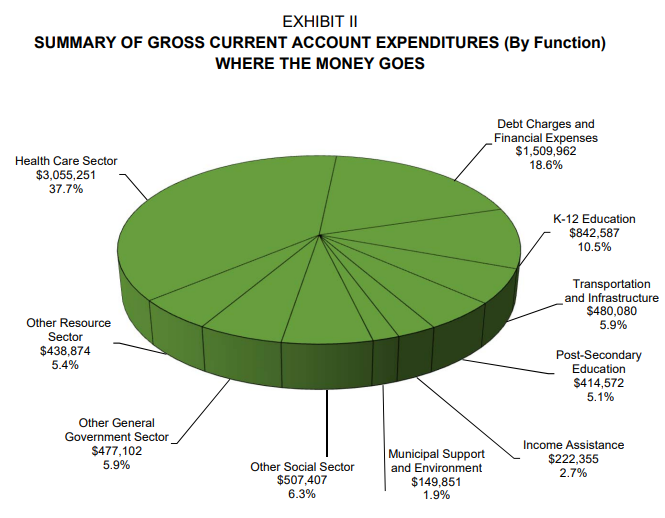 EXHIBIT II
SUMMARY OF GROSS CURRENT ACCOUNT EXPENDITURES (By Function)
WHERE THE MONEY GOES
Debt Charges and
Financial Expenses
$1,509,962
18.6%
Health Care Sector
$3,055,251
37.7%
K-12 Education
$842,587
10.5%
Transportation
and Infrastructure
$480,080
5.9%
Other Resource
Sector
$438,874
5.4%
Post-Secondary
Education
$414,572
5.1%
Other General
Government Sector
$477,102
5.9%
Income Assistance
$222,355
2.7%
Municipal Support
and Environment
$149,851
1.9%
Other Social Sector
$507,407
6.3%